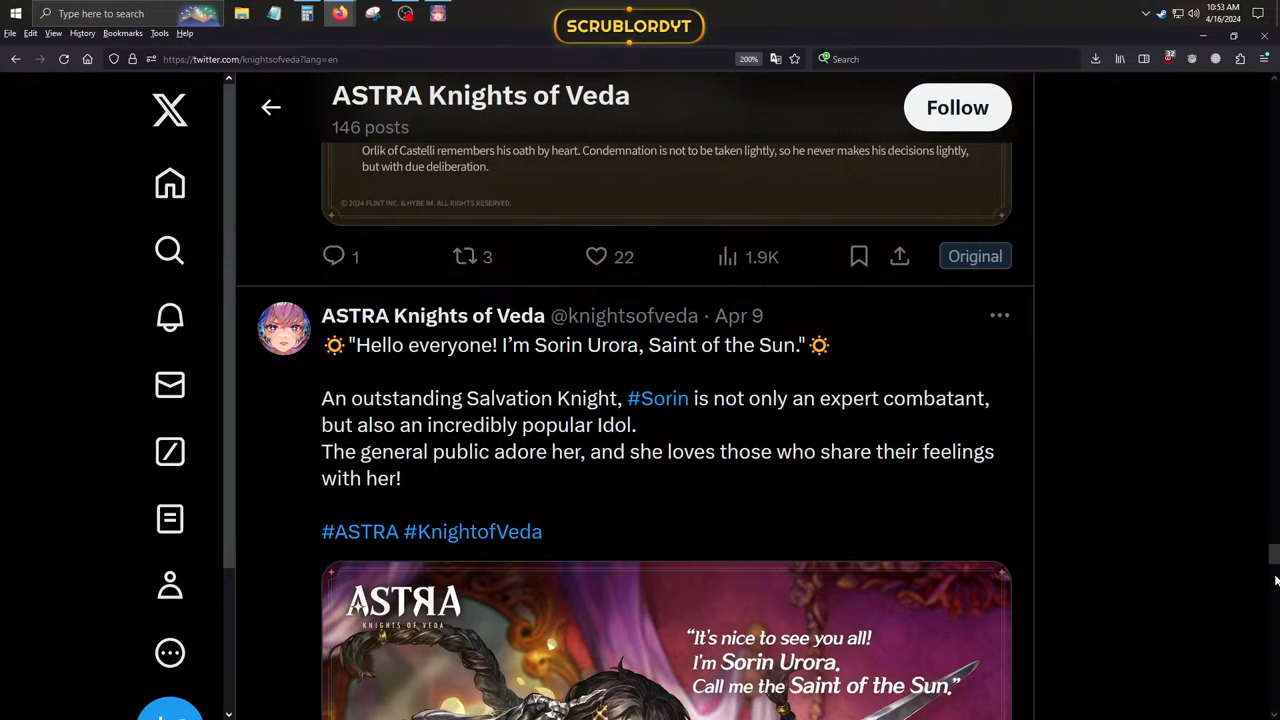 Type here to search
10:53 AM
4/16/2024
SCRUBLORDYT
File Edit View History Bookmarks Tools Help
https://twitter.com/knightsofveda?lang=en
200%
Search
32
ASTRA Knights of Veda
146 posts
Follow
Orlik of Castelli remembers his oath by heart. Condemnation is not to be taken lightly, so he never makes his decisions lightly,
but with due deliberation.
© 2024 FLINT INC. & HYBE IM. ALL RIGHTS RESERVED.
1 3 22 1.9K Original
ASTRA Knights of Veda @knightsofveda · Apr 9
"Hello everyone! I’m Sorin Urora, Saint of the Sun."
An outstanding Salvation Knight, #Sorin is not only an expert combatant,
but also an incredibly popular Idol.
The general public adore her, and she loves those who share their feelings
with her!
#ASTRA #KnightofVeda
ASTRA
KNIGHTS OF VEDA
“It's nice to see you all!
I'm Sorin Urora.
Call me the Saint of the Sun.”